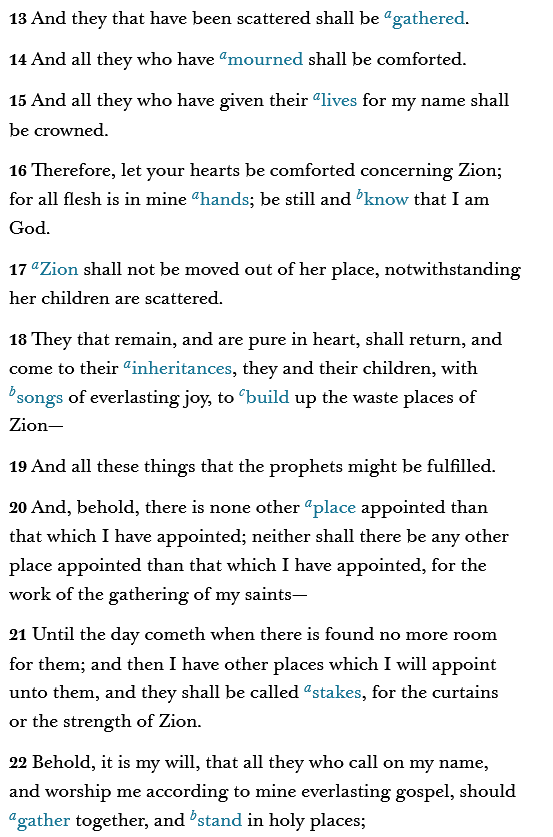 13 And they that have been scattered shall be agathered.
14 And all they who have amourned shall be comforted.
15 And all they who have given their alives for my name shall
be crowned.
16 Therefore, let your hearts be comforted concerning Zion;
for all flesh is in mine ahands; be still and bknow that I am
God.
17 aZion shall not be moved out of her place, notwithstanding
her children are scattered.
18 They that remain, and are pure in heart, shall return, and
come to their ainheritances, they and their children, with
bsongs of everlasting joy, to cbuild up the waste places of
Zion—
19 And all these things that the prophets might be fulfilled.
20 And, behold, there is none other aplace appointed than
that which I have appointed; neither shall there be any other
place appointed than that which I have appointed, for the
work of the gathering of my saints—
21 Until the day cometh when there is found no more room
for them; and then I have other places which I will appoint
unto them, and they shall be called astakes, for the curtains
or the strength of Zion.
22 Behold, it is my will, that all they who call on my name,
and worship me according to mine everlasting gospel, should
agather together, and bstand in holy places;